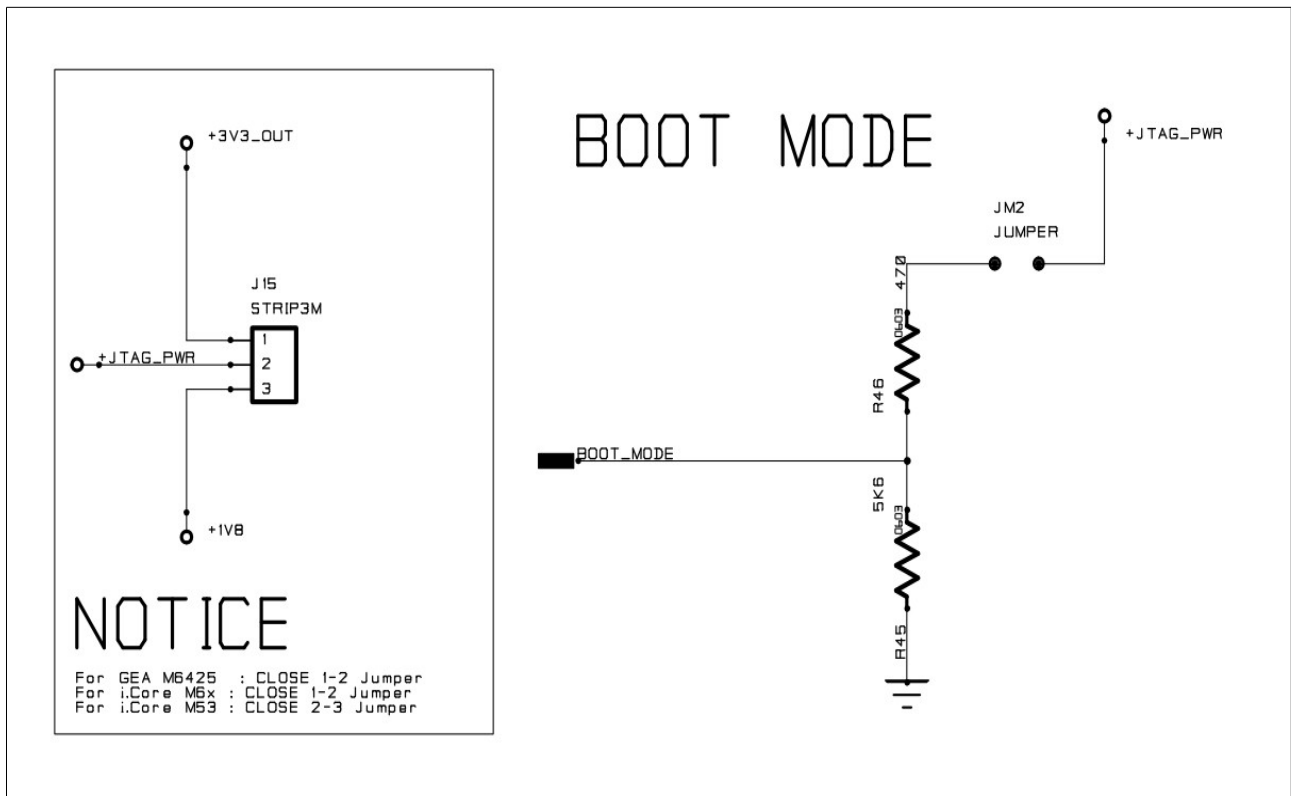 +3V3_OUT
J15
STRIP3M
1
+JTAG_PWR
2
3
+1V8
NOTICE
For GEA M6425 : CLOSE 1-2 Jumper
For i.Core M6x : CLOSE 1-2 Jumper
For i.Core M53 : CLOSE 2-3 Jumper
BOOT MODE
+JTAG_PWR
JM2
JUMPER
470
0603
R46
BOOT_MODE
5K6
0603
R45